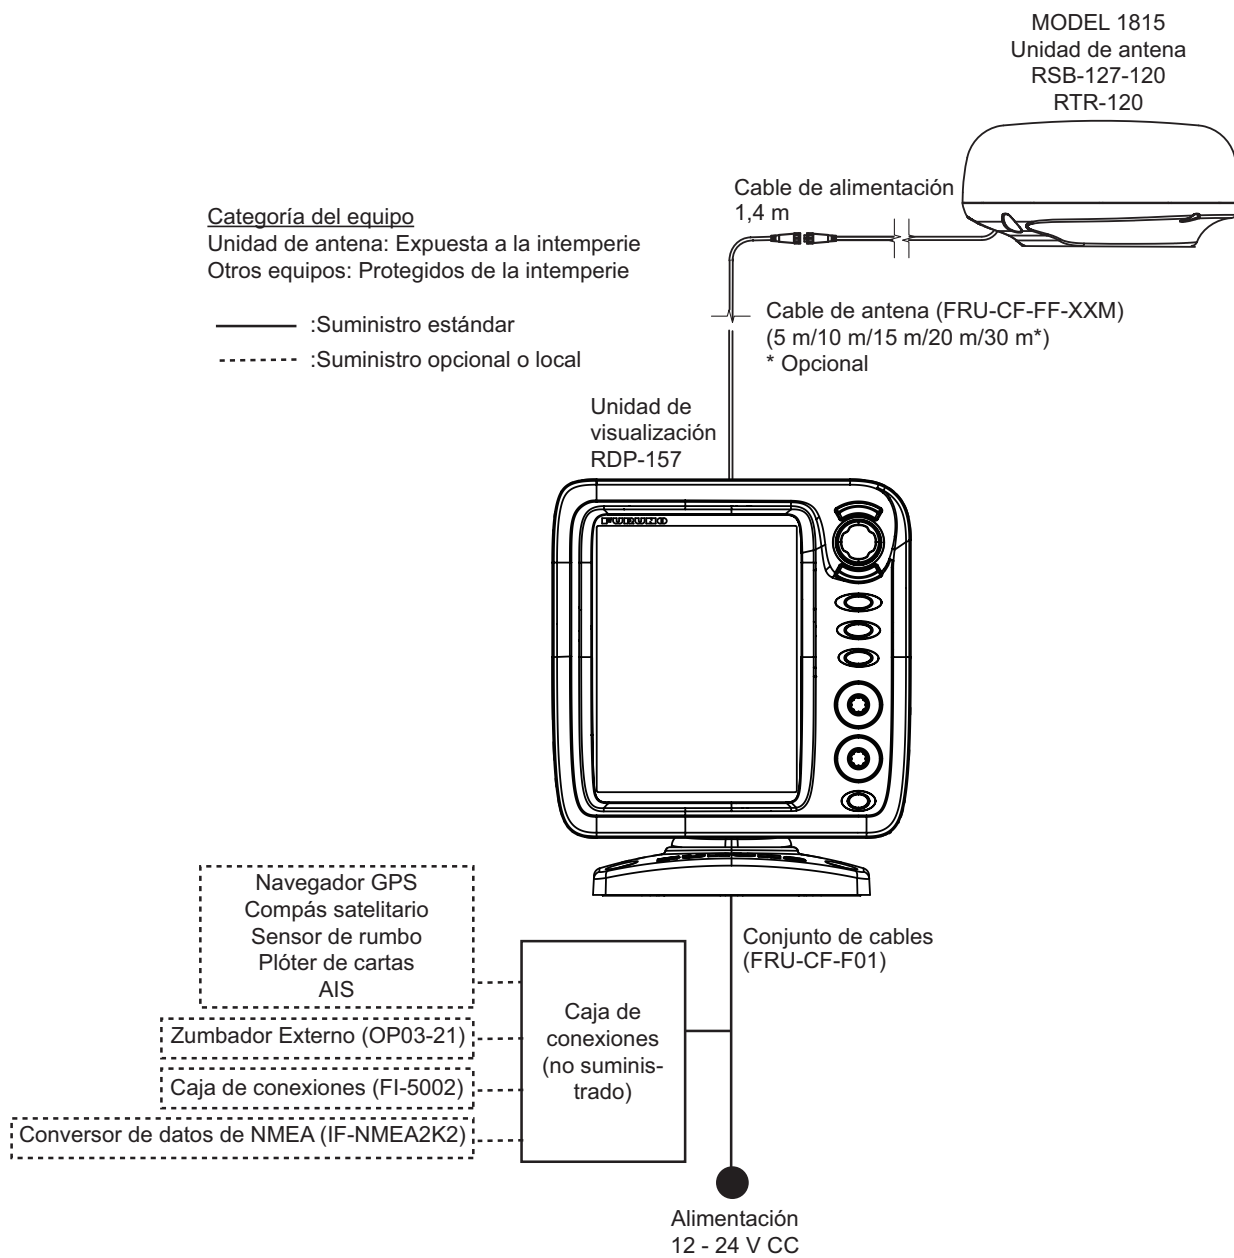 MODEL 1815
Unidad de antena
RSB-127-120
RTR-120
Cable de alimentación
1,4 m
Categoría del equipo
Unidad de antena: Expuesta a la intemperie
Otros equipos: Protegidos de la intemperie
:Suministro estándar
:Suministro opcional o local
Cable de antena (FRU-CF-FF-XXM)
(5 m/10 m/15 m/20 m/30 m*)
* Opcional
Unidad de
visualización
RDP-157
FURUNO
Navegador GPS
Compás satelitario
Sensor de rumbo
Plóter de cartas
AIS
Zumbador Externo (OP03-21)
Caja de conexiones (FI-5002)
Conversor de datos de NMEA (IF-NMEA2K2)
Caja de
conexiones
(no suminis-
trado)
Conjunto de cables
(FRU-CF-F01)
Alimentación
12 - 24 V CC